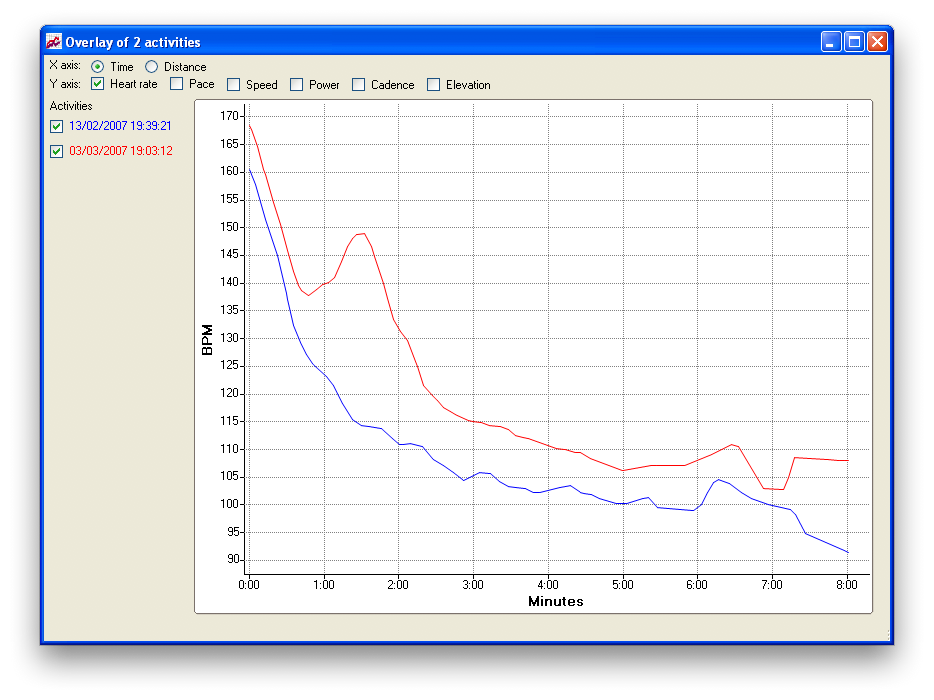 Overlay of 2 activities
X axis: Time Distance
Y axis: Heart rate Pace Speed Power Cadence Elevation
Activities
13/02/2007 19:39:21
03/03/2007 19:03:12
BPM
170
165
160
155
150
145
140
135
130
125
120
115
110
105
100
95
90
0:00 1:00 2:00 3:00 4:00 5:00 6:00 7:00 8:00
Minutes